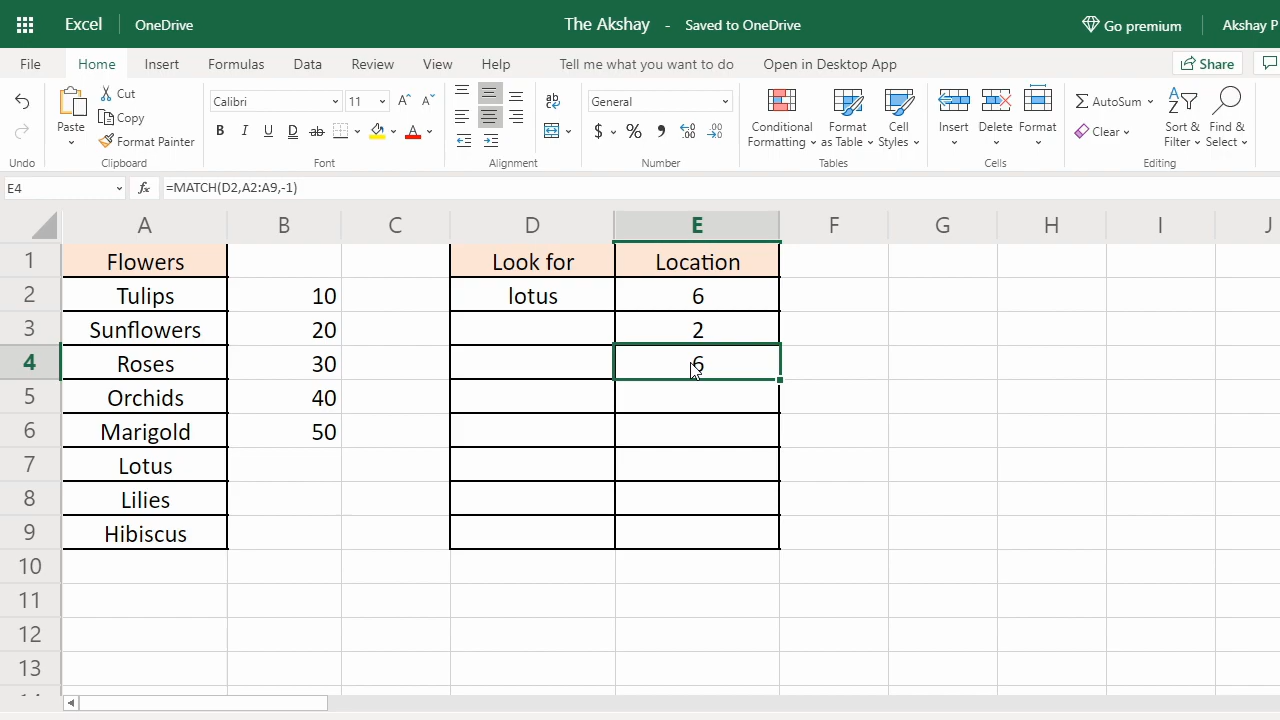 Excel OneDrive The Akshay - Saved to OneDrive Go premium Akshay P
File Home Insert Formulas Data Review View Help Tell me what you want to do Open in Desktop App Share
Cut
Copy
Format Painter
Paste
Calibri 11
B I U D ab A
ab
General
$ % 9
Conditional Formatting
Format as Table
Cell Styles
Insert Delete Format
AutoSum
Clear
Sort & Filter
Find & Select
Undo Clipboard Font Alignment Number Tables Cells Editing
E4 fx =MATCH(D2,A2:A9,-1)
A B C D E F G H I J
1 Flowers Look for Location
2 Tulips 10 lotus 6
3 Sunflowers 20 2
4 Roses 30 6
5 Orchids 40
6 Marigold 50
7 Lotus
8 Lilies
9 Hibiscus
10
11
12
13